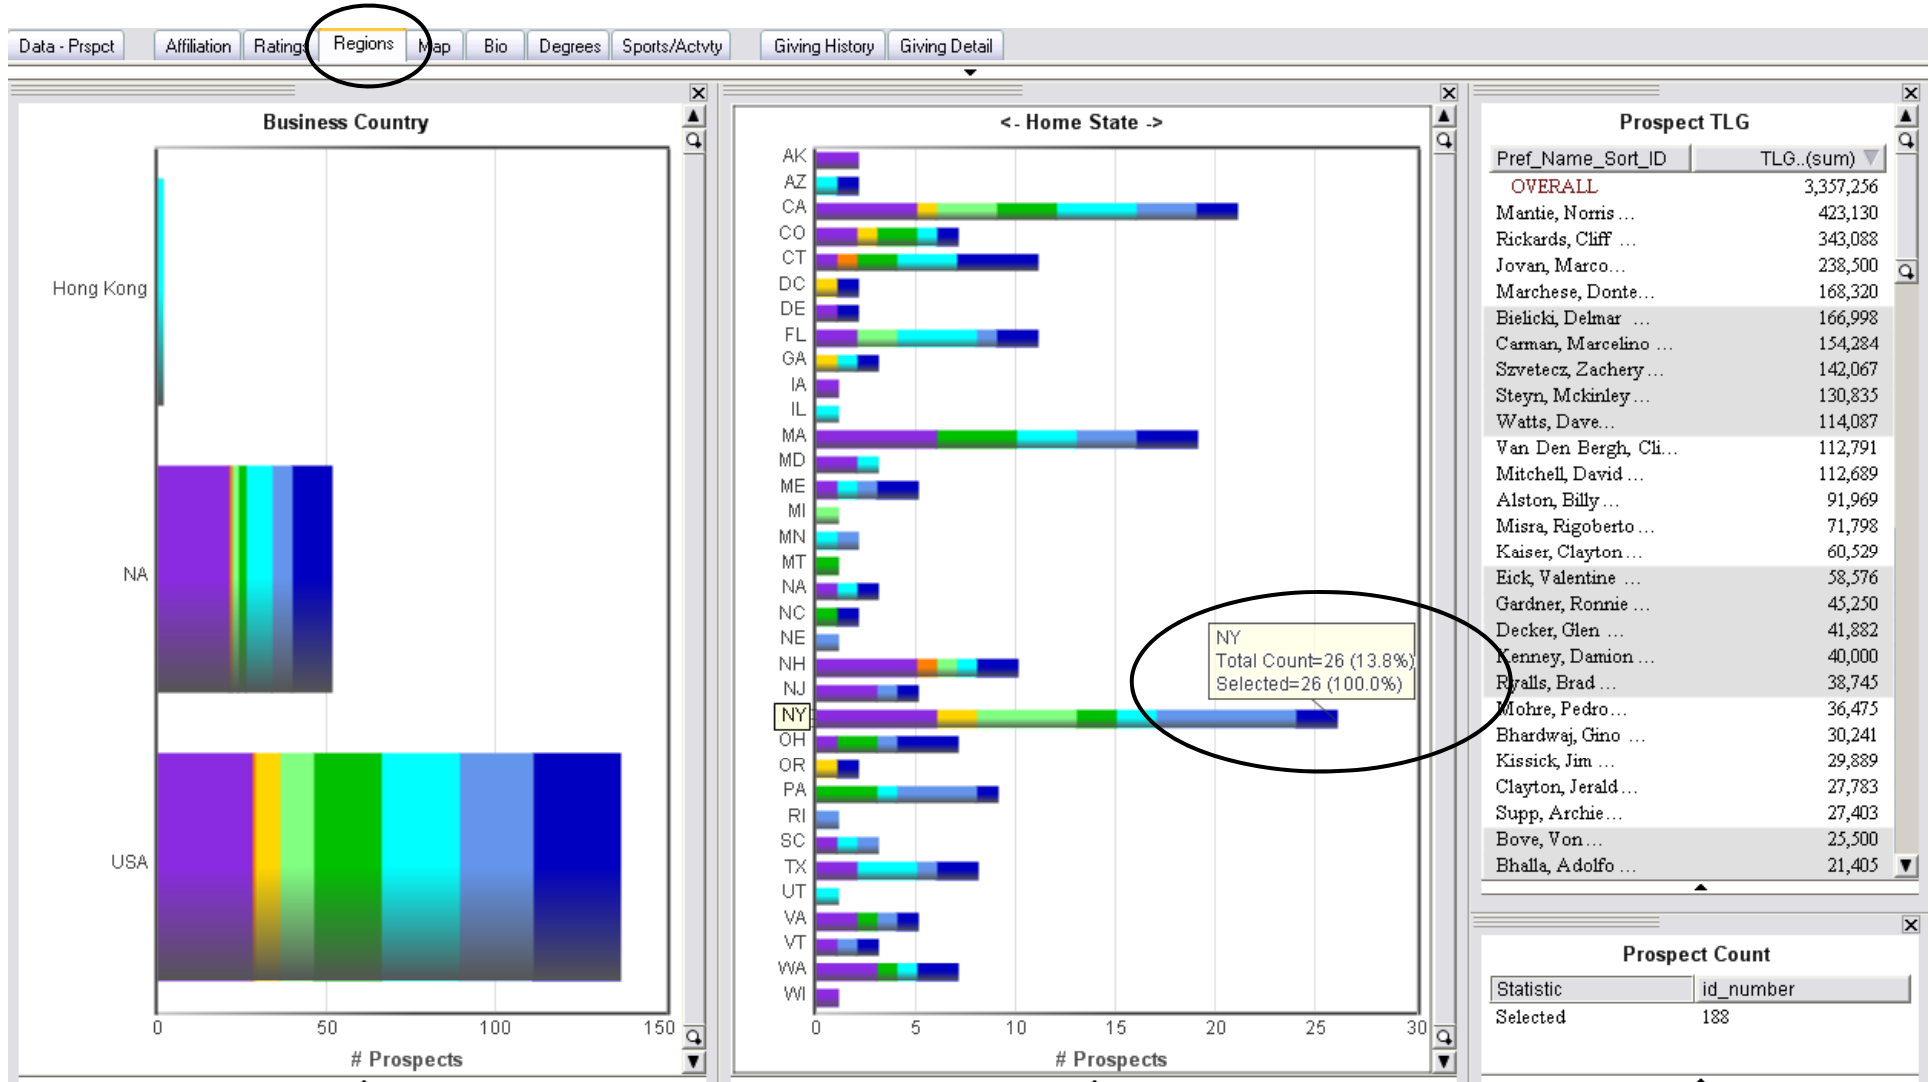 Data - Prspct
Affiliation
Ratings
Regions
Map
Bio
Degrees
Sports/Actvty
Giving History
Giving Detail
Business Country
Hong Kong
NA
USA
0 50 100 150
# Prospects
<- Home State ->
AK
AZ
CA
CO
CT
DC
DE
FL
GA
IA
IL
MA
MD
ME
MI
MN
MT
NA
NC
NE
NH
NJ
NY
OH
OR
PA
RI
SC
TX
UT
VA
VT
WA
WI
NY
Total Count=26 (13.8%)
Selected=26 (100.0%)
0 5 10 15 20 25 30
# Prospects
Prospect TLG
Pref_Name_Sort_ID TLG..(sum)
OVERALL 3,357,256
Mantie, Norris ... 423,130
Rickards, Cliff ... 343,088
Jovan, Marco... 238,500
Marchese, Donte... 168,320
Bielicki, Delmar ... 166,998
Carman, Marcelino ... 154,284
Szvetecz, Zachery ... 142,067
Steyn, Mckinley ... 130,835
Watts, Dave... 114,087
Van Den Bergh, Cli... 112,791
Mitchell, David ... 112,689
Alston, Billy ... 91,969
Misra, Rigoberto ... 71,798
Kaiser, Clayton ... 60,529
Eick, Valentine ... 58,576
Gardner, Ronnie ... 45,250
Decker, Glen ... 41,882
Kenney, Damion ... 40,000
Ryalls, Brad ... 38,745
Mohre, Pedro... 36,475
Bhardwaj, Gino ... 30,241
Kissick, Jim ... 29,889
Clayton, Jerald ... 27,783
Supp, Archie... 27,403
Bove, Von ... 25,500
Bhalla, Adolfo ... 21,405
Prospect Count
Statistic id_number
Selected 188